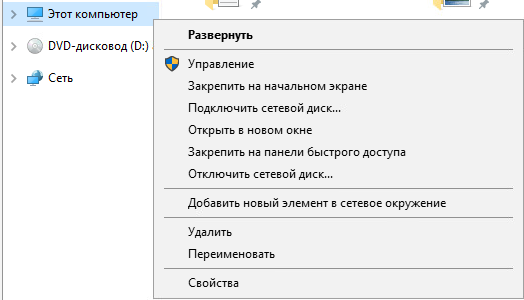 Этот компьютер
DVD-дисковод (D:)
Сеть
Развернуть
Управление
Закрепить на начальном экране
Подключить сетевой диск...
Открыть в новом окне
Закрепить на панели быстрого доступа
Отключить сетевой диск...
Добавить новый элемент в сетевое окружение
Удалить
Переименовать
Свойства